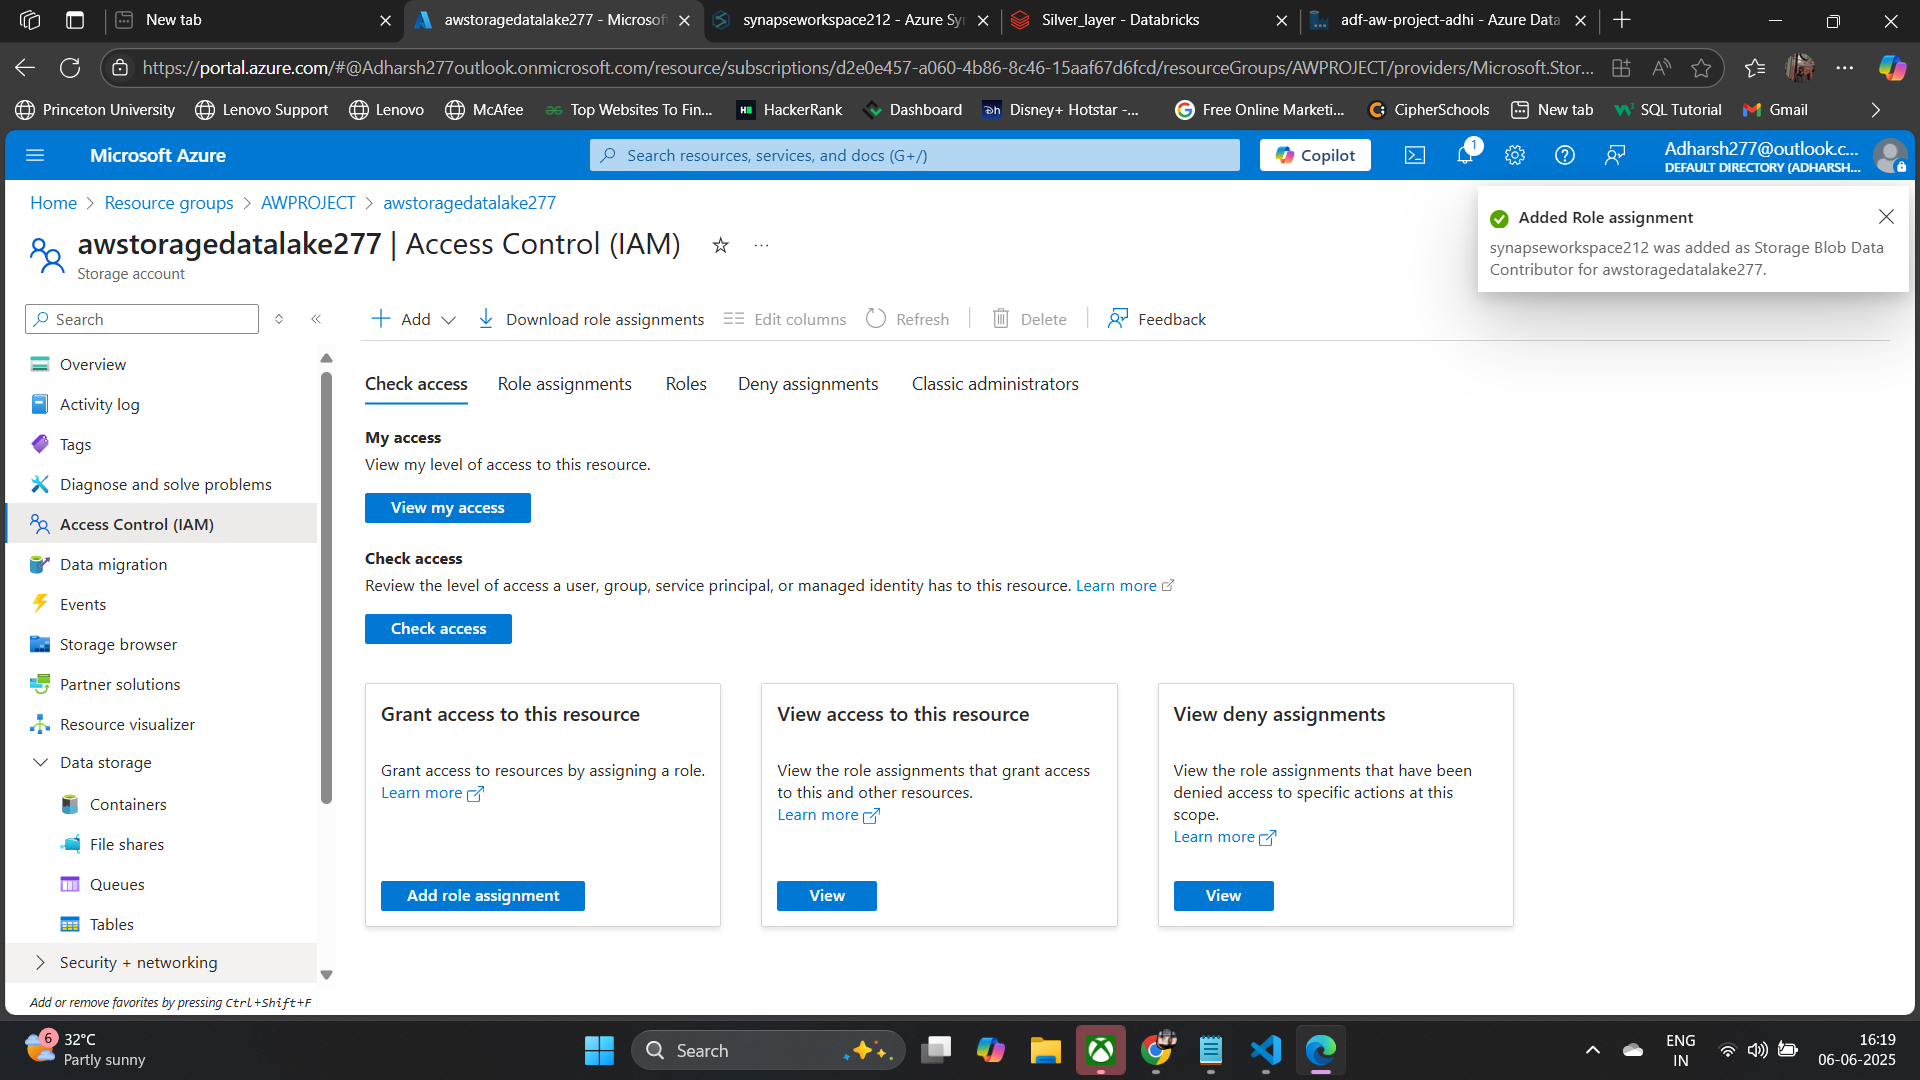 New tab
awstoragedatalake277 - Microsof
synapseworkspace212 - Azure Sy
Silver_layer - Databricks
adf-aw-project-adhi - Azure Data
https://portal.azure.com/#@Adharsh277outlook.onmicrosoft.com/resource/subscriptions/d2e0e457-a060-4b86-8c46-15aaf67d6fcd/resourceGroups/AWPROJECT/providers/Microsoft.Stor...
Princeton University
Lenovo Support
Lenovo
McAfee
Top Websites To Fin...
HackerRank
Dashboard
Disney+ Hotstar -...
Free Online Marketi...
CipherSchools
New tab
SQL Tutorial
Gmail
Microsoft Azure
Search resources, services, and docs (G+/)
Copilot
1
Adharsh277@outlook.c...
DEFAULT DIRECTORY (ADHARSH...
Home
Resource groups
AWPROJECT
awstoragedatalake277
Added Role assignment
synapseworkspace212 was added as Storage Blob Data
Contributor for awstoragedatalake277.
awstoragedatalake277 | Access Control (IAM)
Storage account
Search
Add
Download role assignments
Edit columns
Refresh
Delete
Feedback
Overview
Activity log
Tags
Diagnose and solve problems
Access Control (IAM)
Data migration
Events
Storage browser
Partner solutions
Resource visualizer
Data storage
Containers
File shares
Queues
Tables
Security + networking
Add or remove favorites by pressing Ctrl+Shift+F
Check access
Role assignments
Roles
Deny assignments
Classic administrators
My access
View my level of access to this resource.
View my access
Check access
Review the level of access a user, group, service principal, or managed identity has to this resource. Learn more
Check access
Grant access to this resource
Grant access to resources by assigning a role.
Learn more
Add role assignment
View access to this resource
View the role assignments that grant access
to this and other resources.
Learn more
View
View deny assignments
View the role assignments that have been
denied access to specific actions at this
scope.
Learn more
View
6
32°C
Partly sunny
Search
ENG
IN
16:19
06-06-2025